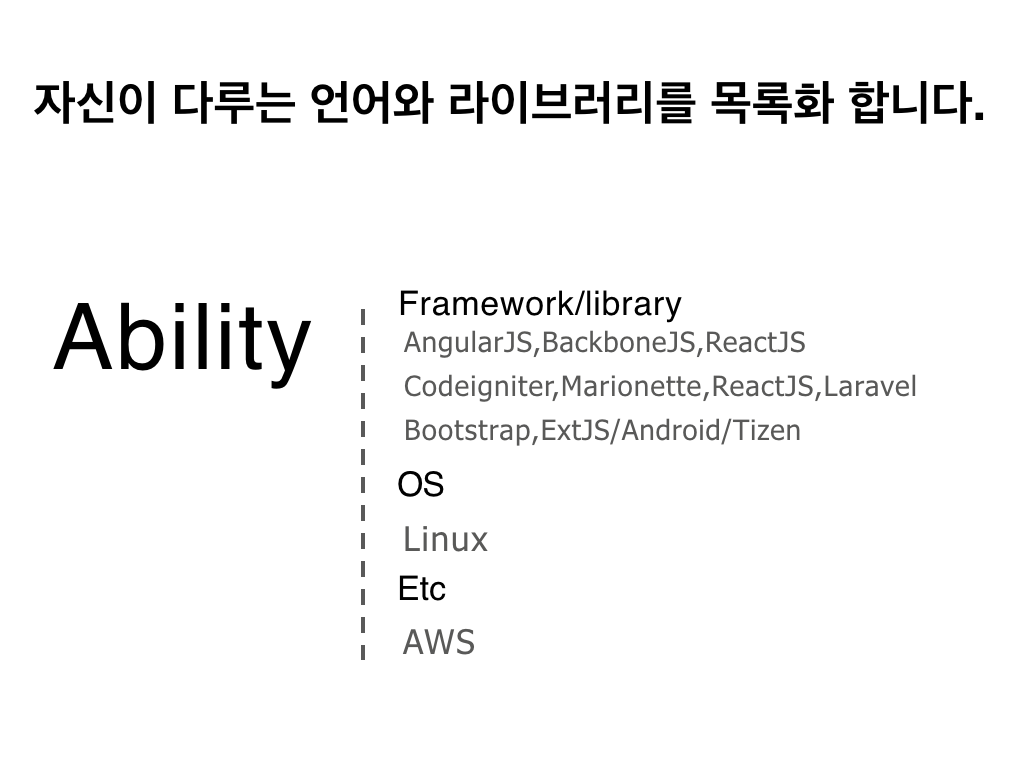 자신이 다루는 언어와 라이브러리를 목록화 합니다.
Ability
Framework/library
AngularJS,BackboneJS,ReactJS
Codeigniter,Marionette,ReactJS,Laravel
Bootstrap,ExtJS/Android/Tizen
OS
Linux
Etc
AWS